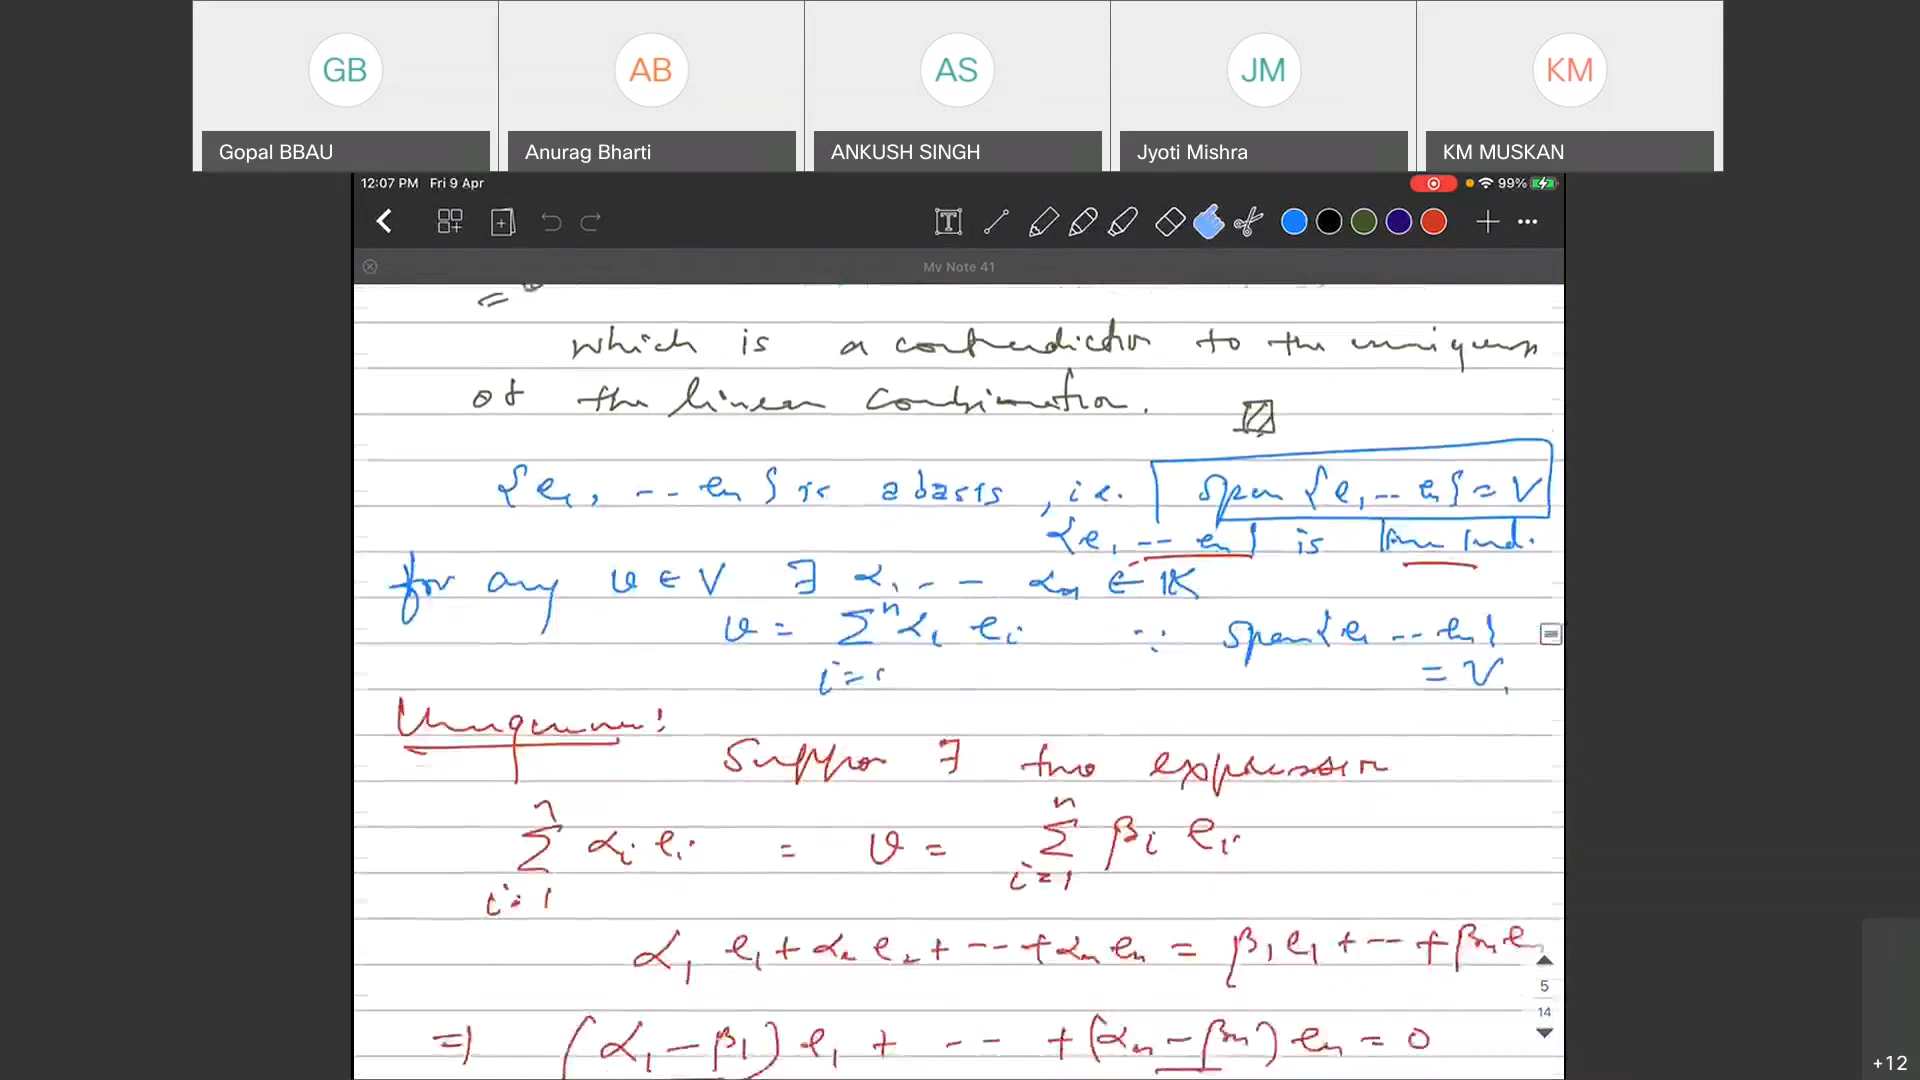 GB AB AS JM KM
Gopal BBAU Anurag Bharti ANKUSH SINGH Jyoti Mishra KM MUSKAN
12:07 PM Fri 9 Apr 99%
My Note 41
=
which is a contradiction to the uniqueness
of the linear combination.
{e1, -- en} is a basis, i.e. span {e1 -- en} = V
{e1 -- en} is lin ind.
for any v ∈ V ∃ α1 -- αn ∈ K
v = Σ^n_{i=1} αi ei ∵ span{e1 -- en}
= V,
Uniqueness: Suppose ∃ two expression
Σ^n_{i=1} αi ei = v = Σ^n_{i=1} βi ei
α1 e1 + α2 e2 + -- + αn en = β1 e1 + -- + βn en
5
14
⇒ (α1 - β1) e1 + -- + (αn - βn) en = 0
+12